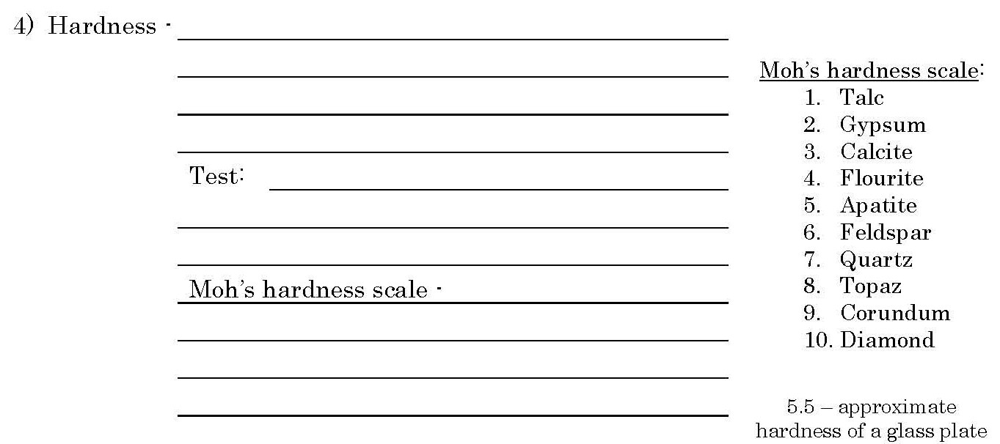 4) Hardness -
Test:
Moh's hardness scale -
Moh's hardness scale:
1. Talc
2. Gypsum
3. Calcite
4. Flourite
5. Apatite
6. Feldspar
7. Quartz
8. Topaz
9. Corundum
10. Diamond
5.5 – approximate
hardness of a glass plate